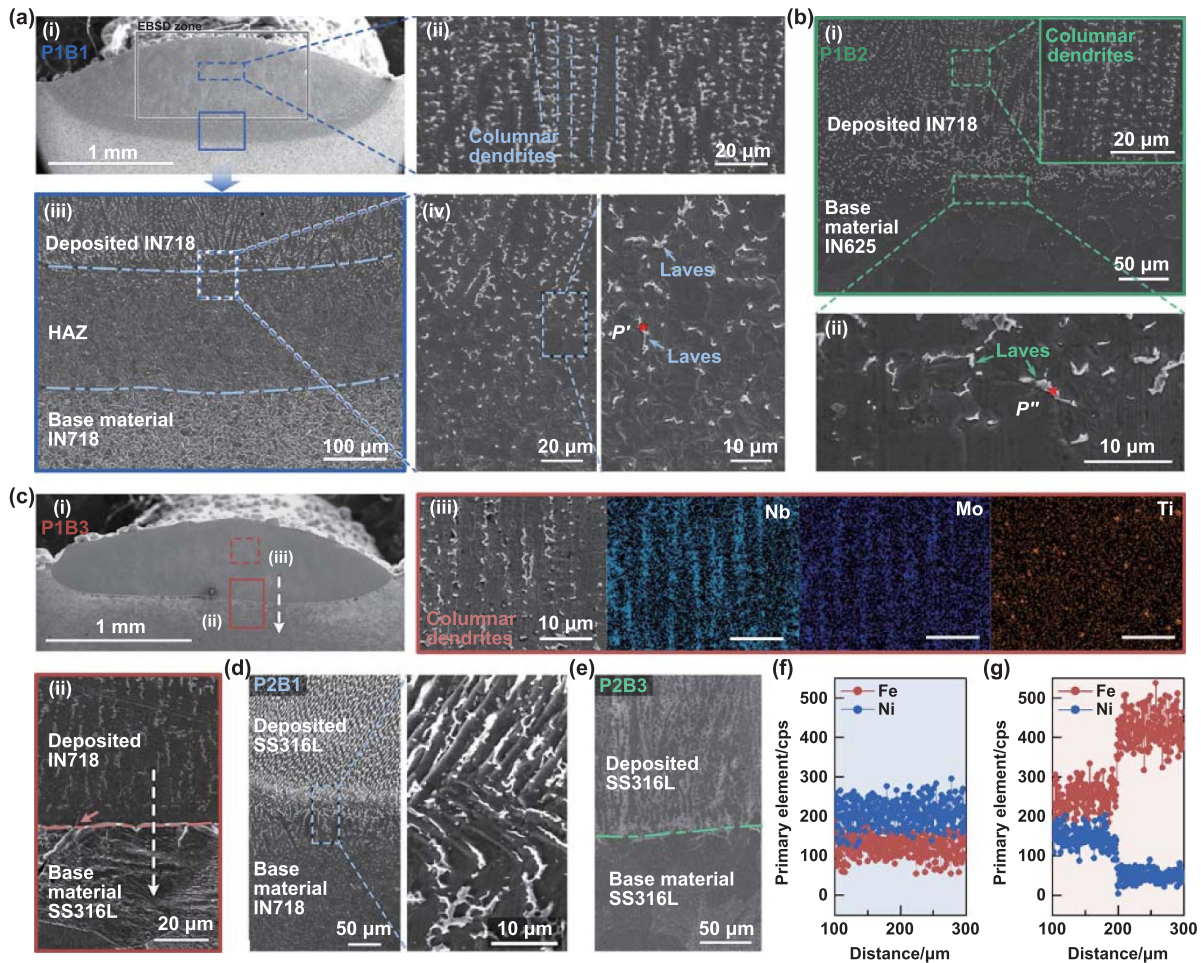 (a)
(i)
P1B1
EBSD zone
1 mm
(ii)
Columnar
dendrites
20 µm
(iii)
Deposited IN718
HAZ
Base material
IN718
100 µm
(iv)
20 µm
Laves
P′
Laves
10 µm
(b)
(i)
P1B2
Columnar
dendrites
20 µm
Deposited IN718
Base
material
IN625
50 µm
(ii)
Laves
P″
10 µm
(c)
(i)
P1B3
(iii)
(ii)
1 mm
(iii)
Columnar
dendrites
10 µm
Nb
Mo
Ti
(ii)
Deposited
IN718
Base
material
SS316L
20 µm
(d)
P2B1
Deposited
SS316L
Base
material
IN718
50 µm
10 µm
(e)
P2B3
Deposited
SS316L
Base material
SS316L
50 µm
(f)
Primary element/cps
500
400
300
200
100
0
Fe
Ni
100
200
300
Distance/µm
(g)
Primary element/cps
500
400
300
200
100
0
Fe
Ni
100
200
300
Distance/µm